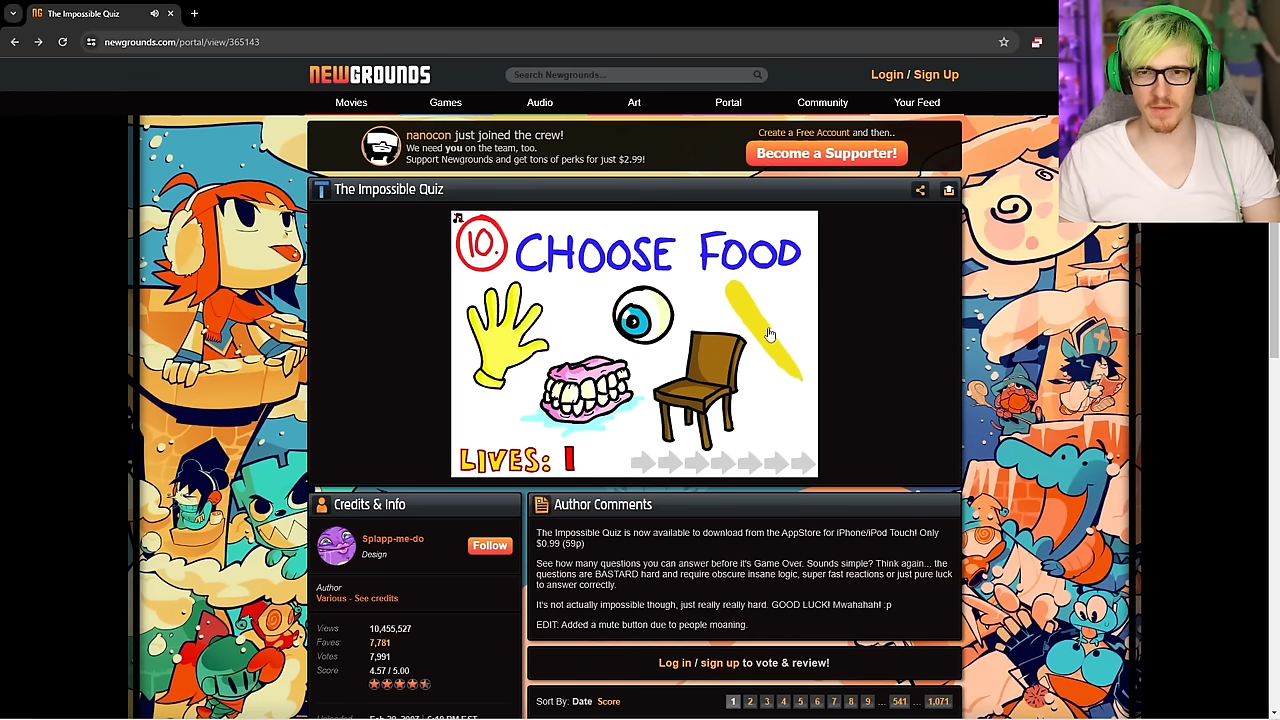 The Impossible Quiz
newgrounds.com/portal/view/365143
NEWGROUNDS
Search Newgrounds...
Login / Sign Up
Movies
Games
Audio
Art
Portal
Community
Your Feed
nanocon just joined the crew!
We need you on the team, too.
Support Newgrounds and get tons of perks for just $2.99!
Create a Free Account and then..
Become a Supporter!
The Impossible Quiz
10. CHOOSE FOOD
LIVES: 1
Credits & Info
Splapp-me-do
Design
Follow
Author
Various - See credits
Views 10,455,527
Faves: 7,781
Votes 7,991
Score 4.57 / 5.00
Author Comments
The Impossible Quiz is now available to download from the AppStore for iPhone/iPod Touch! Only
$0.99 (59p)
See how many questions you can answer before it's Game Over. Sounds simple? Think again... the
questions are BASTARD hard and require obscure insane logic, super fast reactions or just pure luck
to answer correctly.
It's not actually impossible though, just really really hard. GOOD LUCK! Mwahahah! :p
EDIT: Added a mute button due to people moaning.
Log in / sign up to vote & review!
Sort By: Date Score
1 2 3 4 5 6 7 8 9 ... 541 ... 1,071